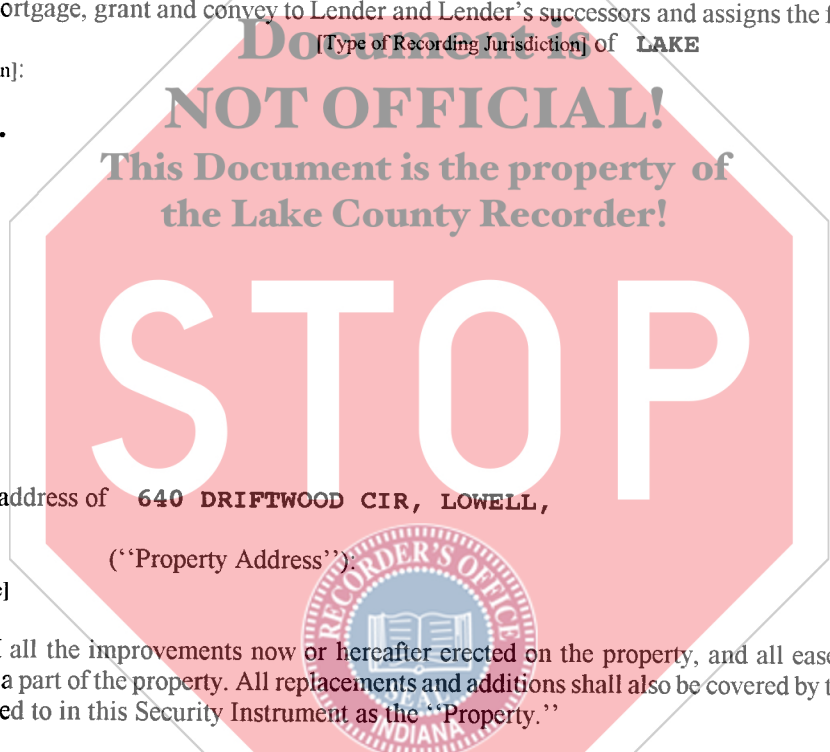 ortgage, grant and convey to Lender and Lender's successors and assigns the f
Document is
[Type of Recording Jurisdiction] of LAKE
n]:
NOT OFFICIAL!
.
This Document is the property of
the Lake County Recorder!
STOP
address of 640 DRIFTWOOD CIR, LOWELL,
(“Property Address”):
]
RECORDER'S OFFICE
all the improvements now or hereafter erected on the property, and all ease
a part of the property. All replacements and additions shall also be covered by t
ed to in this Security Instrument as the “Property.”
SEAL
INDIANA